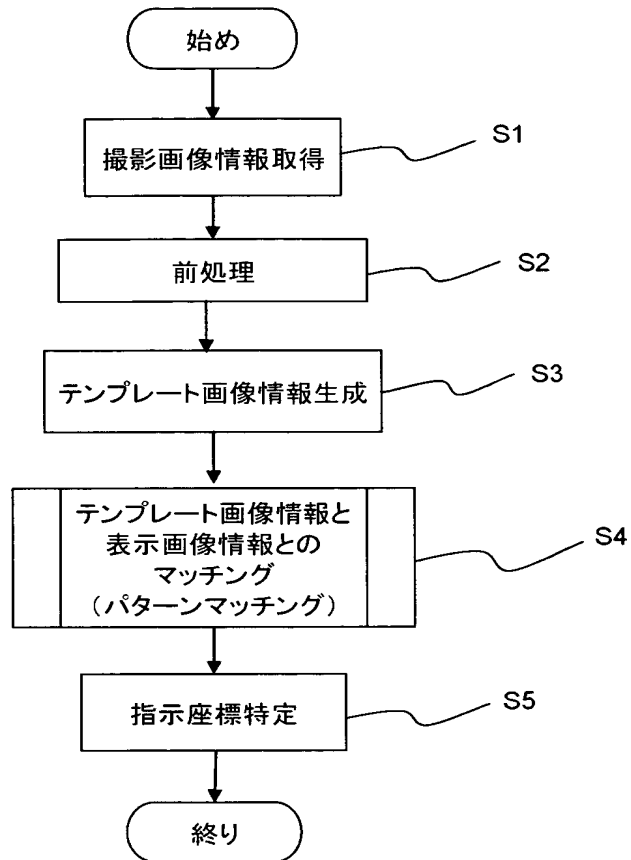 始め
撮影画像情報取得
S1
前処理
S2
テンプレート画像情報生成
S3
テンプレート画像情報と
表示画像情報との
マッチング
（パターンマッチング）
S4
指示座標特定
S5
終り